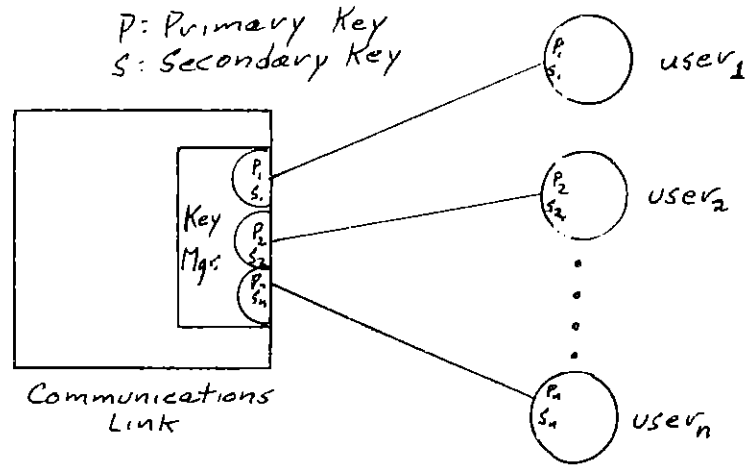 P: Primary Key
S: Secondary Key
P₁
S₁
user₁
P₁
S₁
Key
Mgr.
P₂
S₂
Pₙ
Sₙ
P₂
S₂
user₂
Communications
Link
Pₙ
Sₙ
userₙ